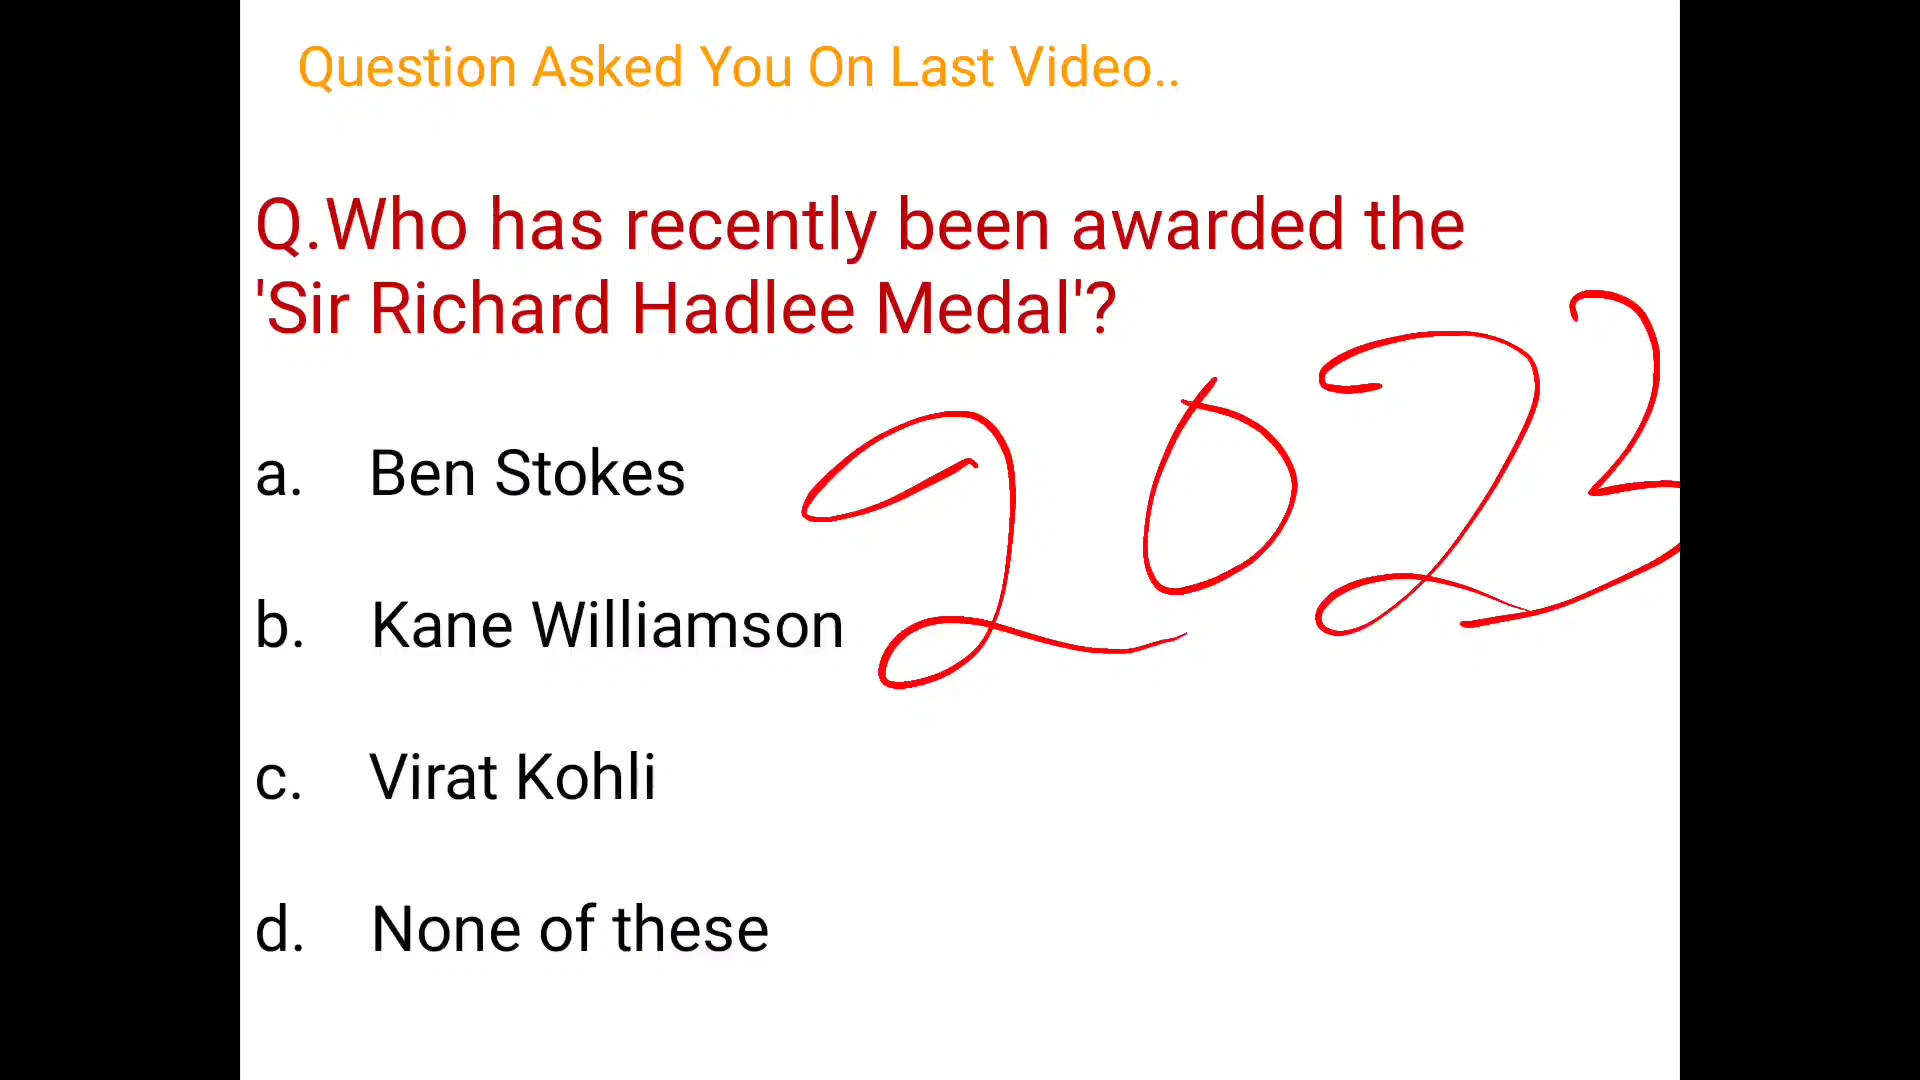 Question Asked You On Last Video..
Q.Who has recently been awarded the
'Sir Richard Hadlee Medal'?
a. Ben Stokes
2023
b. Kane Williamson
c. Virat Kohli
d. None of these